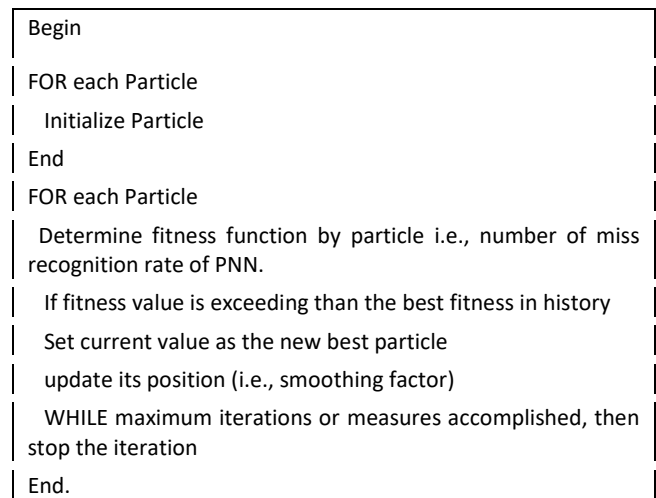 Begin
FOR each Particle
Initialize Particle
End
FOR each Particle
Determine fitness function by particle i.e., number of miss
recognition rate of PNN.
If fitness value is exceeding than the best fitness in history
Set current value as the new best particle
update its position (i.e., smoothing factor)
WHILE maximum iterations or measures accomplished, then
stop the iteration
End.